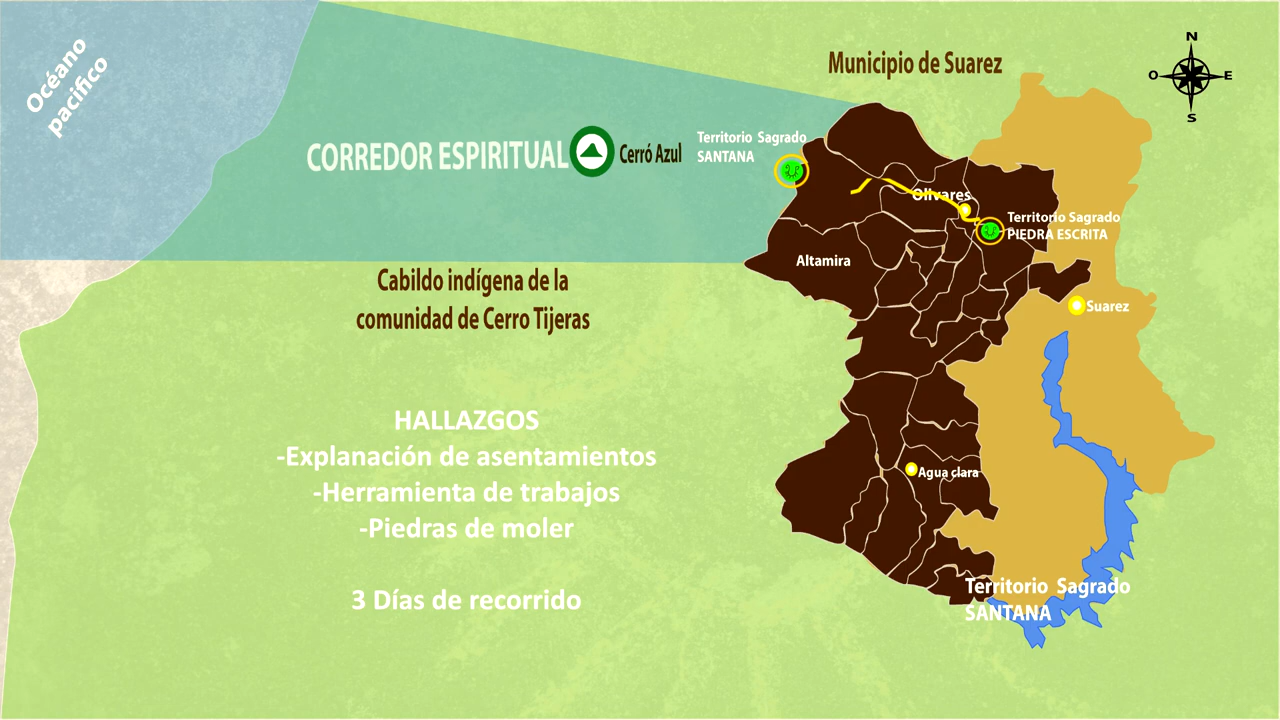 Océano
pacifico
Municipio de Suarez
N
O
E
S
CORREDOR ESPIRITUAL
Cerró Azul
Territorio Sagrado
SANTANA
Olivares
Territorio Sagrado
PIEDRA ESCRITA
Altamira
Cabildo indígena de la
comunidad de Cerro Tijeras
Suarez
HALLAZGOS
-Explanación de asentamientos
-Herramienta de trabajos
-Piedras de moler
Agua clara
3 Días de recorrido
Territorio Sagrado
SANTANA